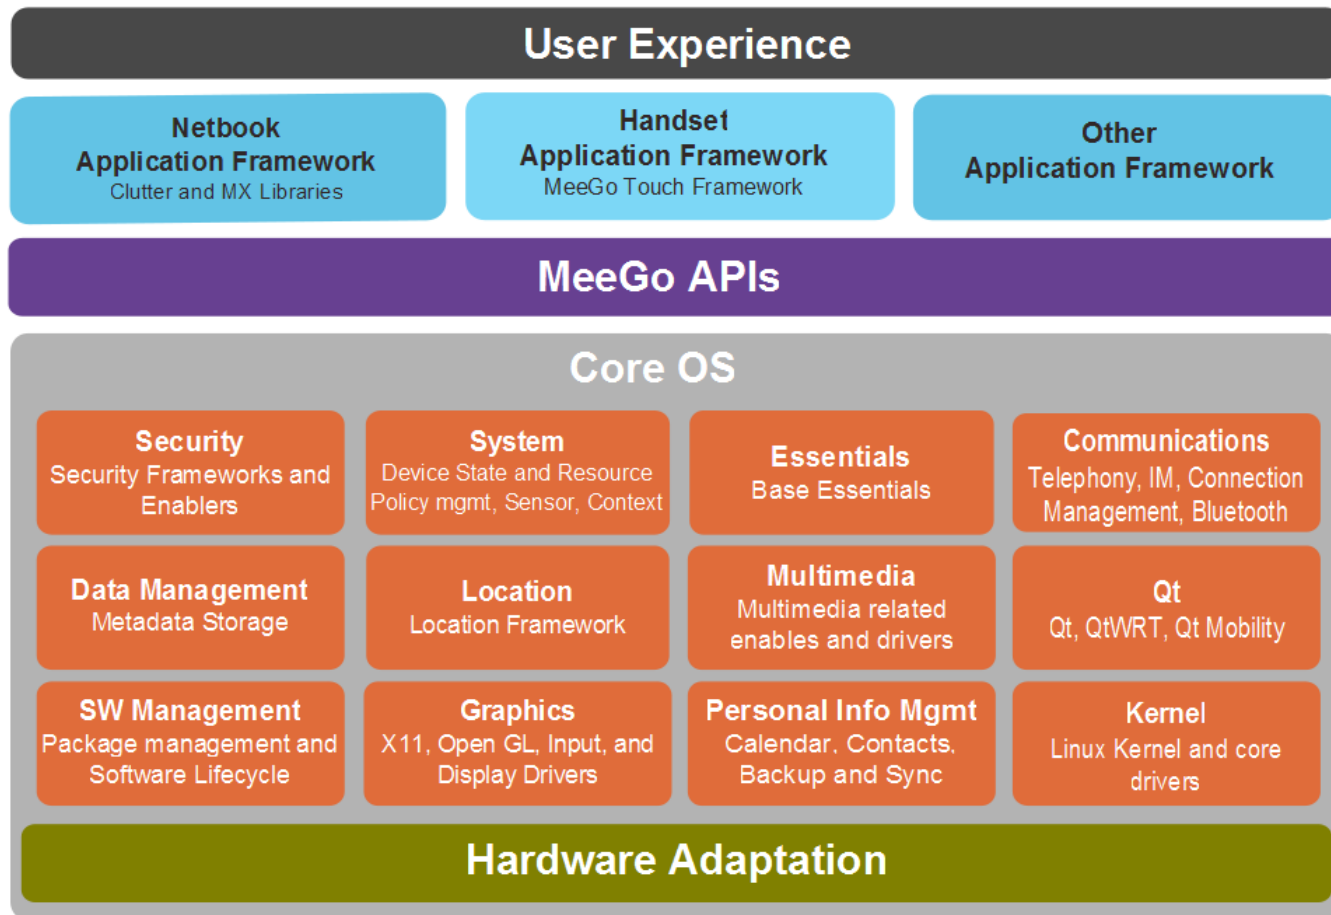 User Experience
Netbook
Application Framework
Clutter and MX Libraries
Handset
Application Framework
MeeGo Touch Framework
Other
Application Framework
MeeGo APIs
Core OS
Security
Security Frameworks and
Enablers
System
Device State and Resource
Policy mgmt, Sensor, Context
Essentials
Base Essentials
Communications
Telephony, IM, Connection
Management, Bluetooth
Data Management
Metadata Storage
Location
Location Framework
Multimedia
Multimedia related
enables and drivers
Qt
Qt, QtWRT, Qt Mobility
SW Management
Package management and
Software Lifecycle
Graphics
X11, Open GL, Input, and
Display Drivers
Personal Info Mgmt
Calendar, Contacts,
Backup and Sync
Kernel
Linux Kernel and core
drivers
Hardware Adaptation